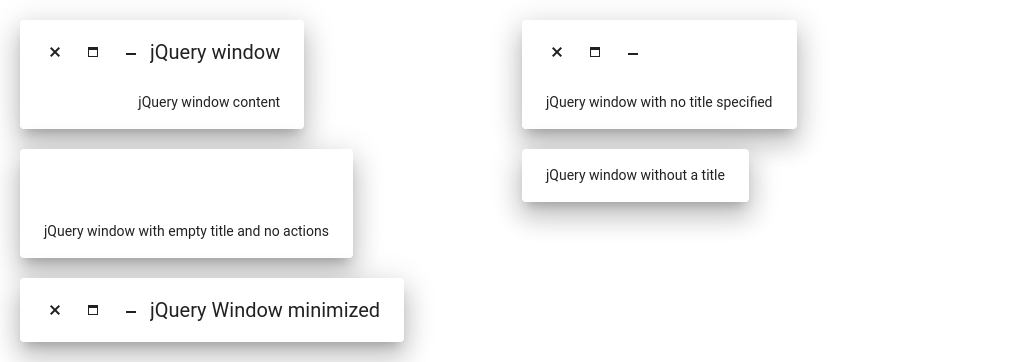 jQuery window
jQuery window content
jQuery window with no title specified
jQuery window with empty title and no actions
jQuery window without a title
jQuery Window minimized